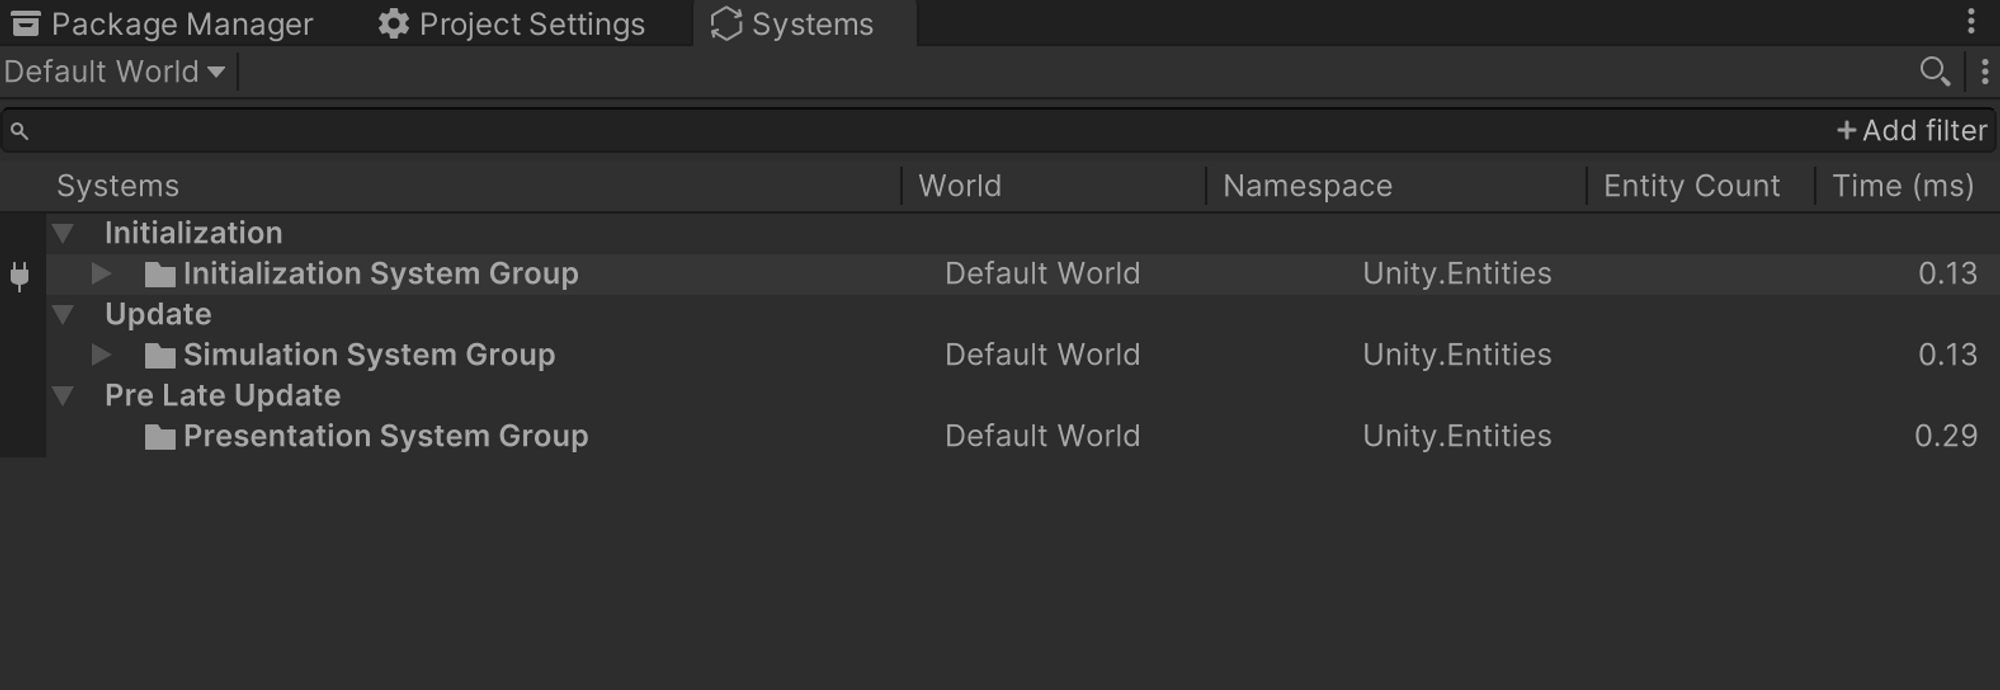 Package Manager Project Settings Systems
Default World
Add filter
Systems World Namespace Entity Count Time (ms)
Initialization
Initialization System Group Default World Unity.Entities 0.13
Update
Simulation System Group Default World Unity.Entities 0.13
Pre Late Update
Presentation System Group Default World Unity.Entities 0.29